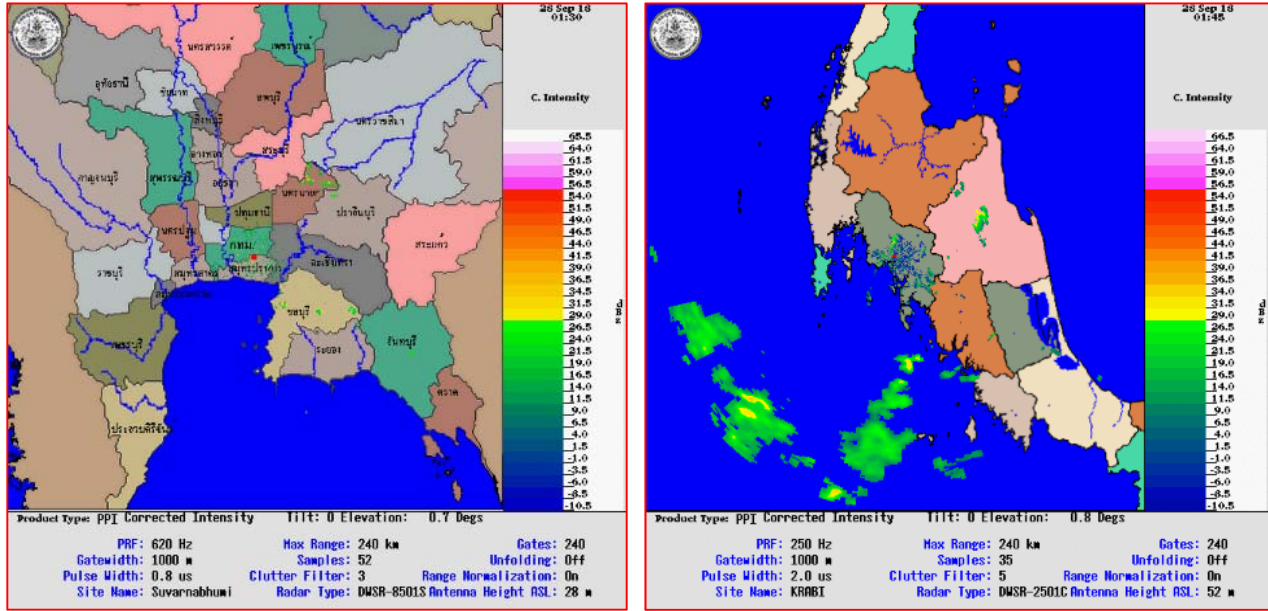 28 Sep 16
01:30
C. Intensity
65.5
64.0
61.5
59.0
56.5
54.0
51.5
49.0
46.5
44.0
41.5
39.0
36.5
34.0
31.5
29.0
26.5
24.0
21.5
19.0
16.5
14.0
11.5
9.0
6.5
4.0
1.5
-1.0
-3.5
-6.0
-8.5
-10.5
นครสวรรค์
เพชรบูรณ์
อุทัยธานี
ชัยนาท
ลพบุรี
สิงห์บุรี
นครราชสีมา
สระบุรี
อ่างทอง
กาญจนบุรี
สุพรรณบุรี
อยุธยา
นครนายก
ปทุมธานี
ปราจีนบุรี
นครปฐม
กทม.
สระแก้ว
ราชบุรี
สมุทรสาคร
สมุทรปราการ
ฉะเชิงเทรา
ชลบุรี
เพชรบุรี
ระยอง
จันทบุรี
ตราด
ประจวบคีรีขันธ์
Product Type: PPI Corrected Intensity Tilt: 0 Elevation: 0.7 Degs
PRF: 620 Hz Max Range: 240 km Gates: 240
Gatewidth: 1000 m Samples: 52 Unfolding: Off
Pulse Width: 0.8 us Clutter Filter: 3 Range Normalization: On
Site Name: Suvarnabhumi Radar Type: DWSR-8501S Antenna Height ASL: 28 m
28 Sep 16
01:45
C. Intensity
66.5
64.0
61.5
59.0
56.5
54.0
51.5
49.0
46.5
44.0
41.5
39.0
36.5
34.0
31.5
29.0
26.5
24.0
21.5
19.0
16.5
14.0
11.5
9.0
6.5
4.0
1.5
-1.0
-3.5
-6.0
-8.5
-10.5
Product Type: PPI Corrected Intensity Tilt: 0 Elevation: 0.8 Degs
PRF: 250 Hz Max Range: 240 km Gates: 240
Gatewidth: 1000 m Samples: 35 Unfolding: Off
Pulse Width: 2.0 us Clutter Filter: 5 Range Normalization: On
Site Name: KRABI Radar Type: DWSR-2501C Antenna Height ASL: 52 m